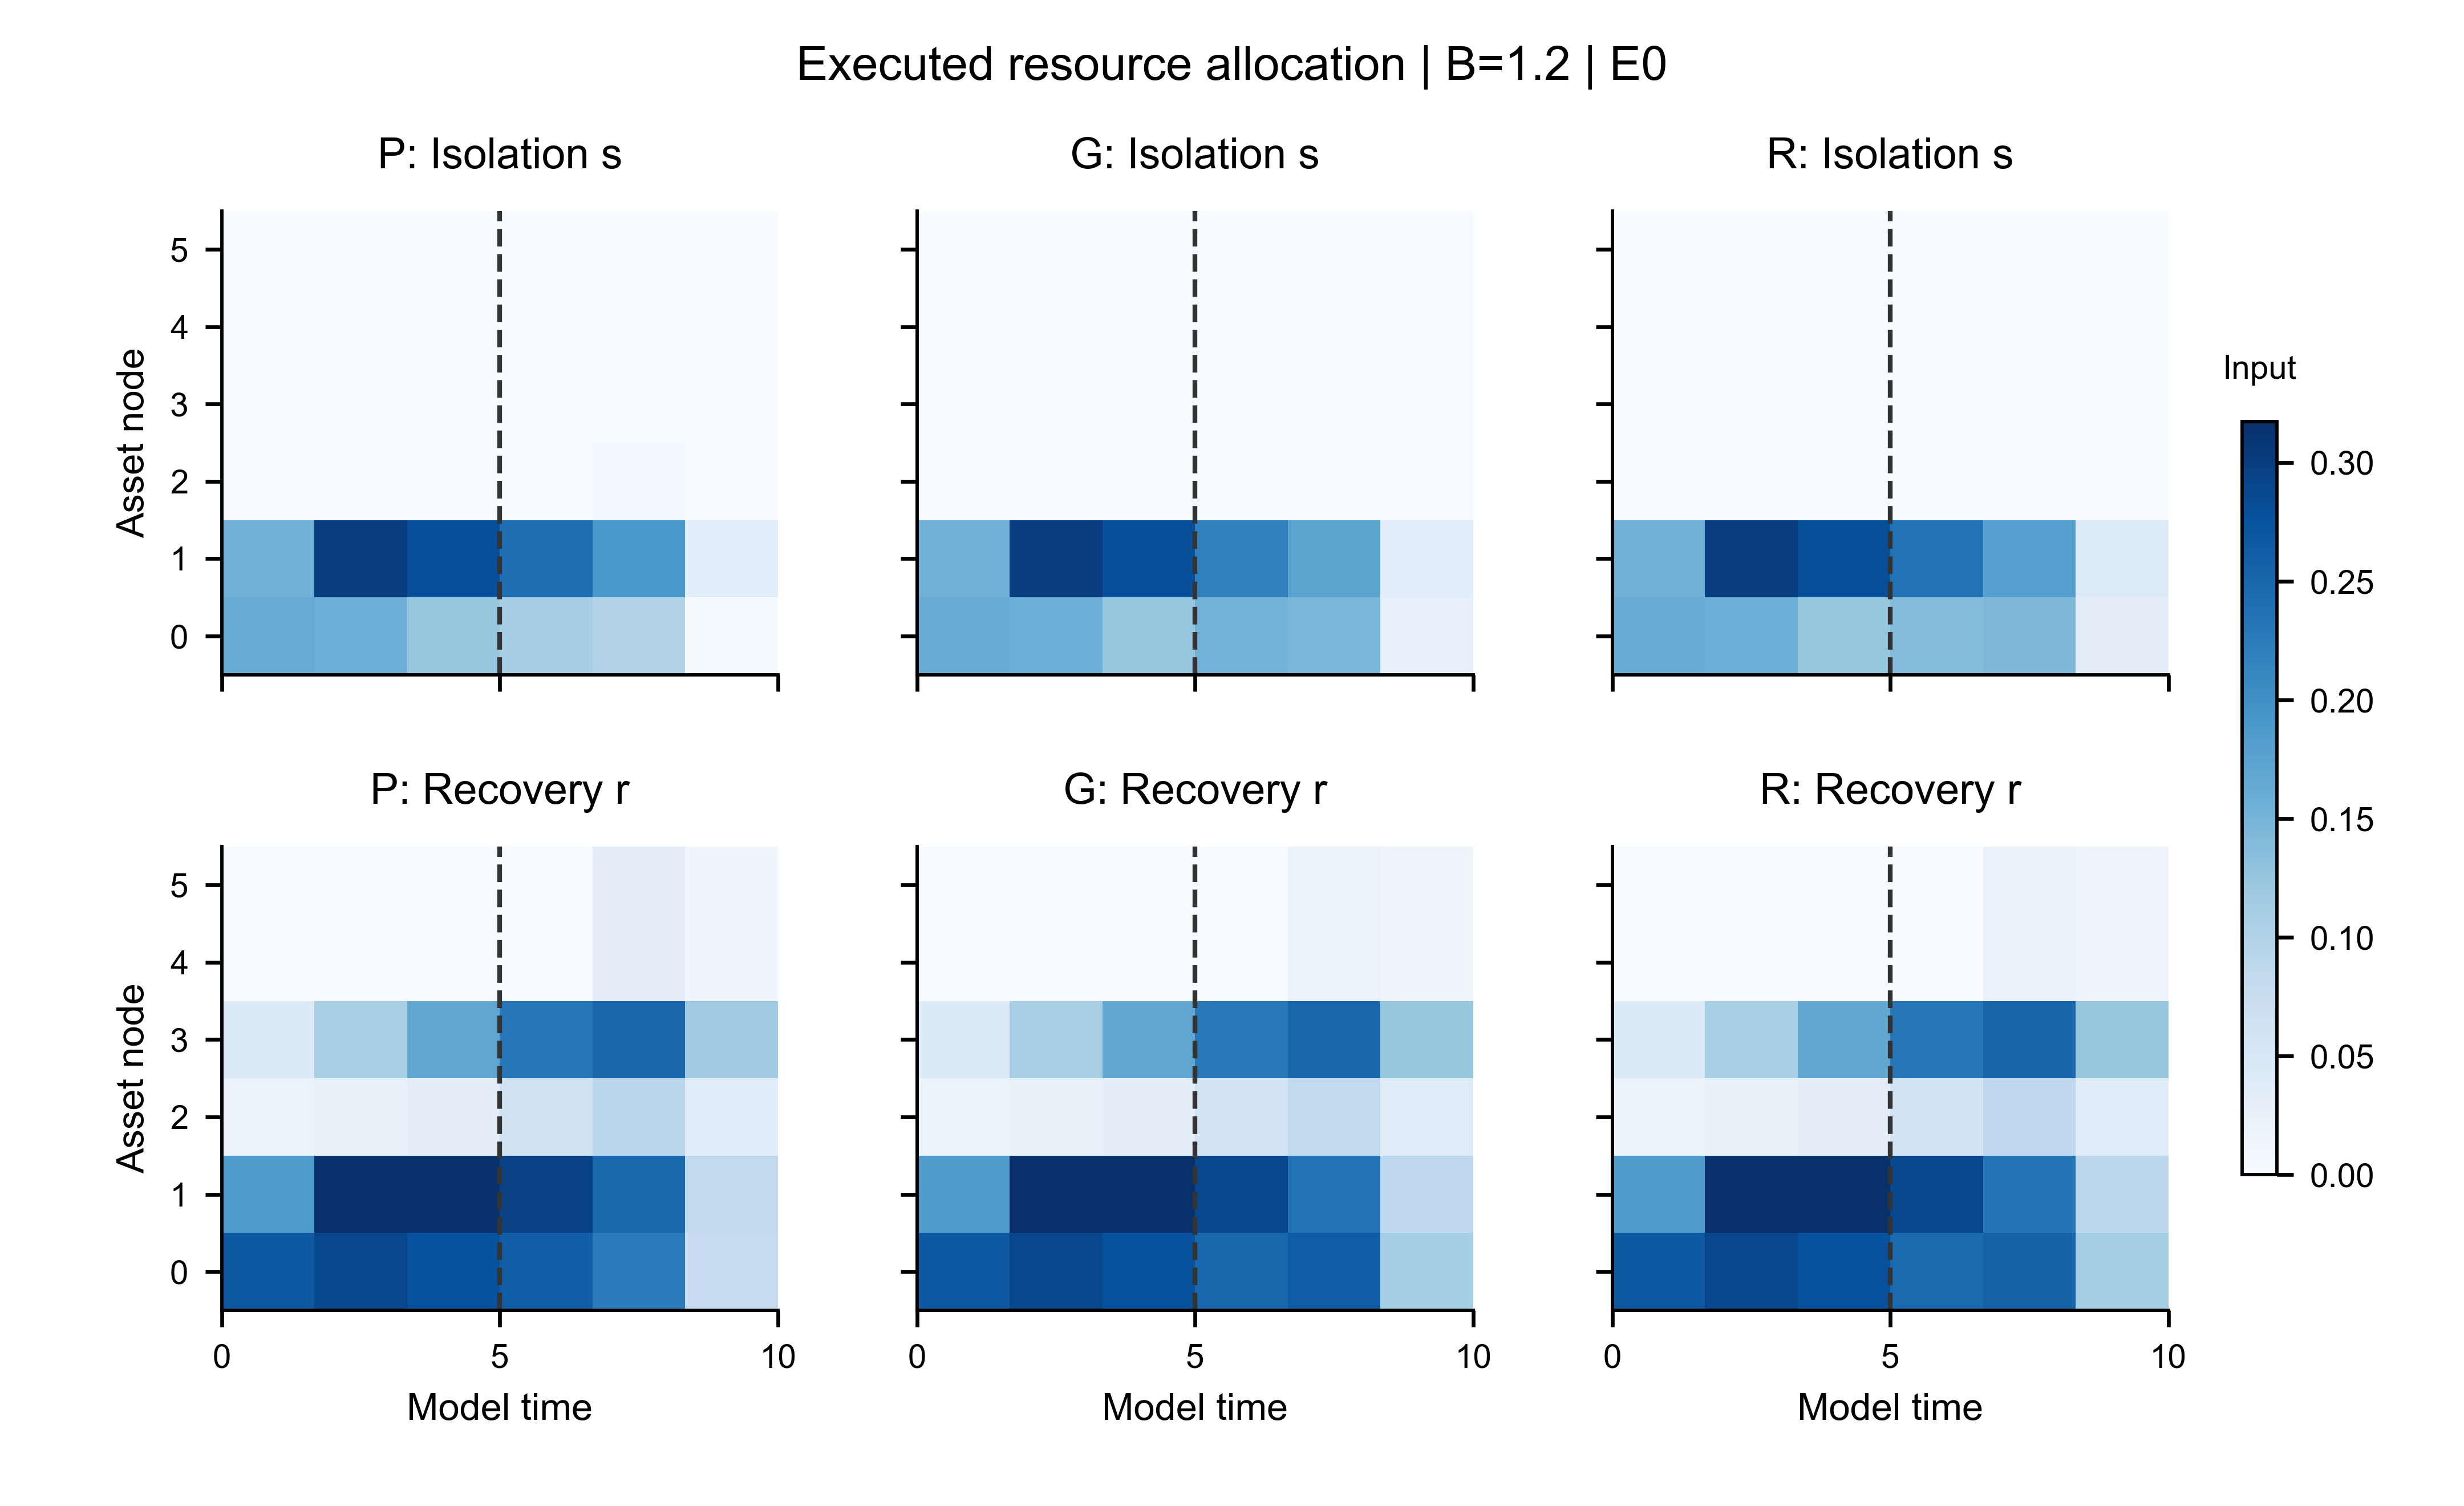 Executed resource allocation | B=1.2 | E0
P: Isolation s
G: Isolation s
R: Isolation s
Asset node
5
4
3
2
1
0
Input
0.30
0.25
0.20
0.15
0.10
0.05
0.00
P: Recovery r
G: Recovery r
R: Recovery r
Asset node
5
4
3
2
1
0
0
5
10
0
5
10
0
5
10
Model time
Model time
Model time